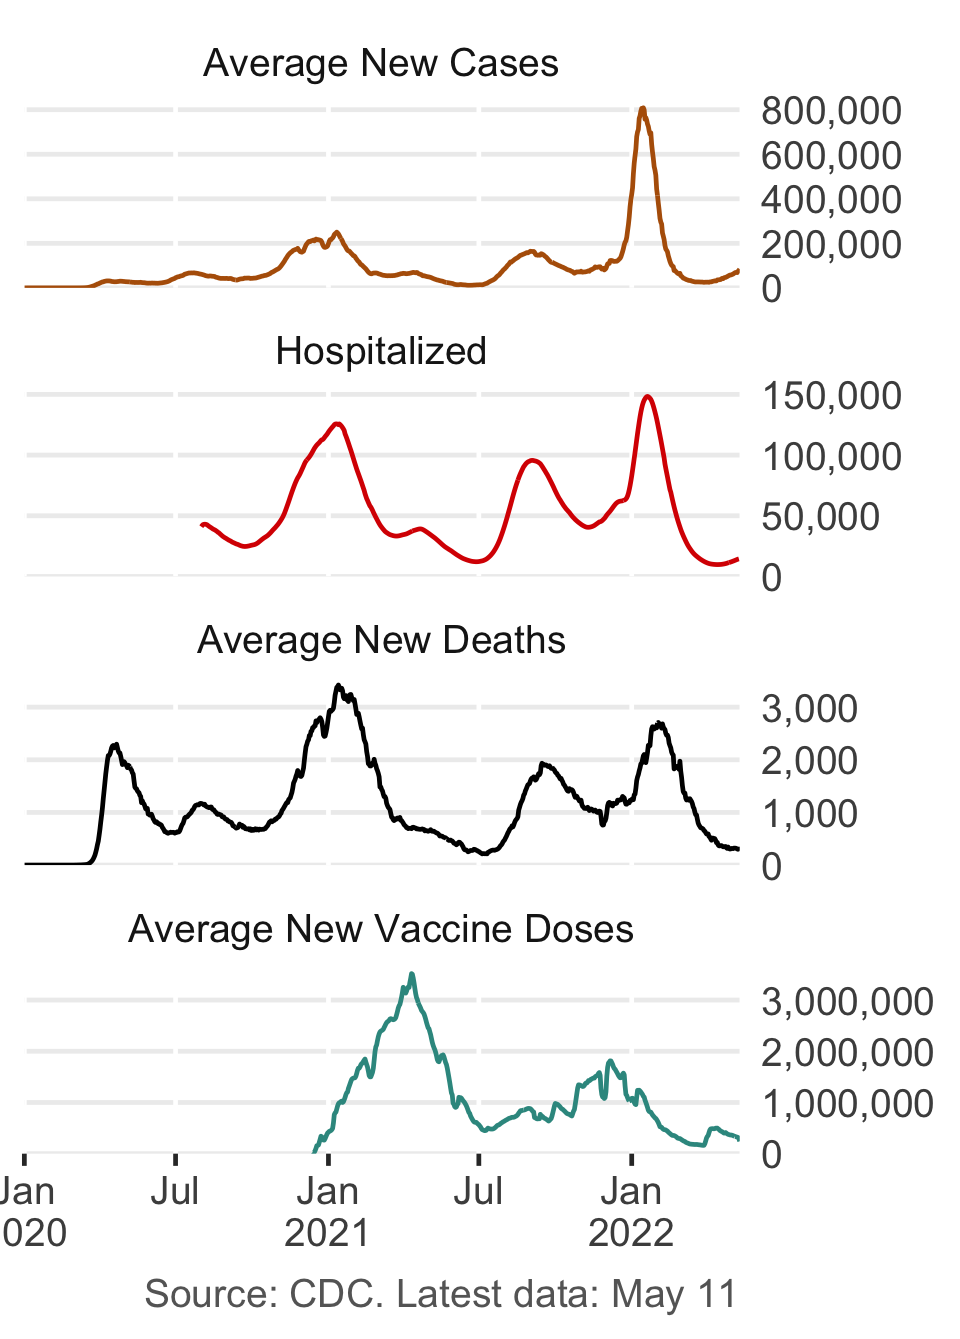 Average New Cases
800,000
600,000
400,000
200,000
0
Hospitalized
150,000
100,000
50,000
0
Average New Deaths
3,000
2,000
1,000
0
Average New Vaccine Doses
3,000,000
2,000,000
1,000,000
0
Jan Jul Jan Jul Jan
020 2021 2022
Source: CDC. Latest data: May 11